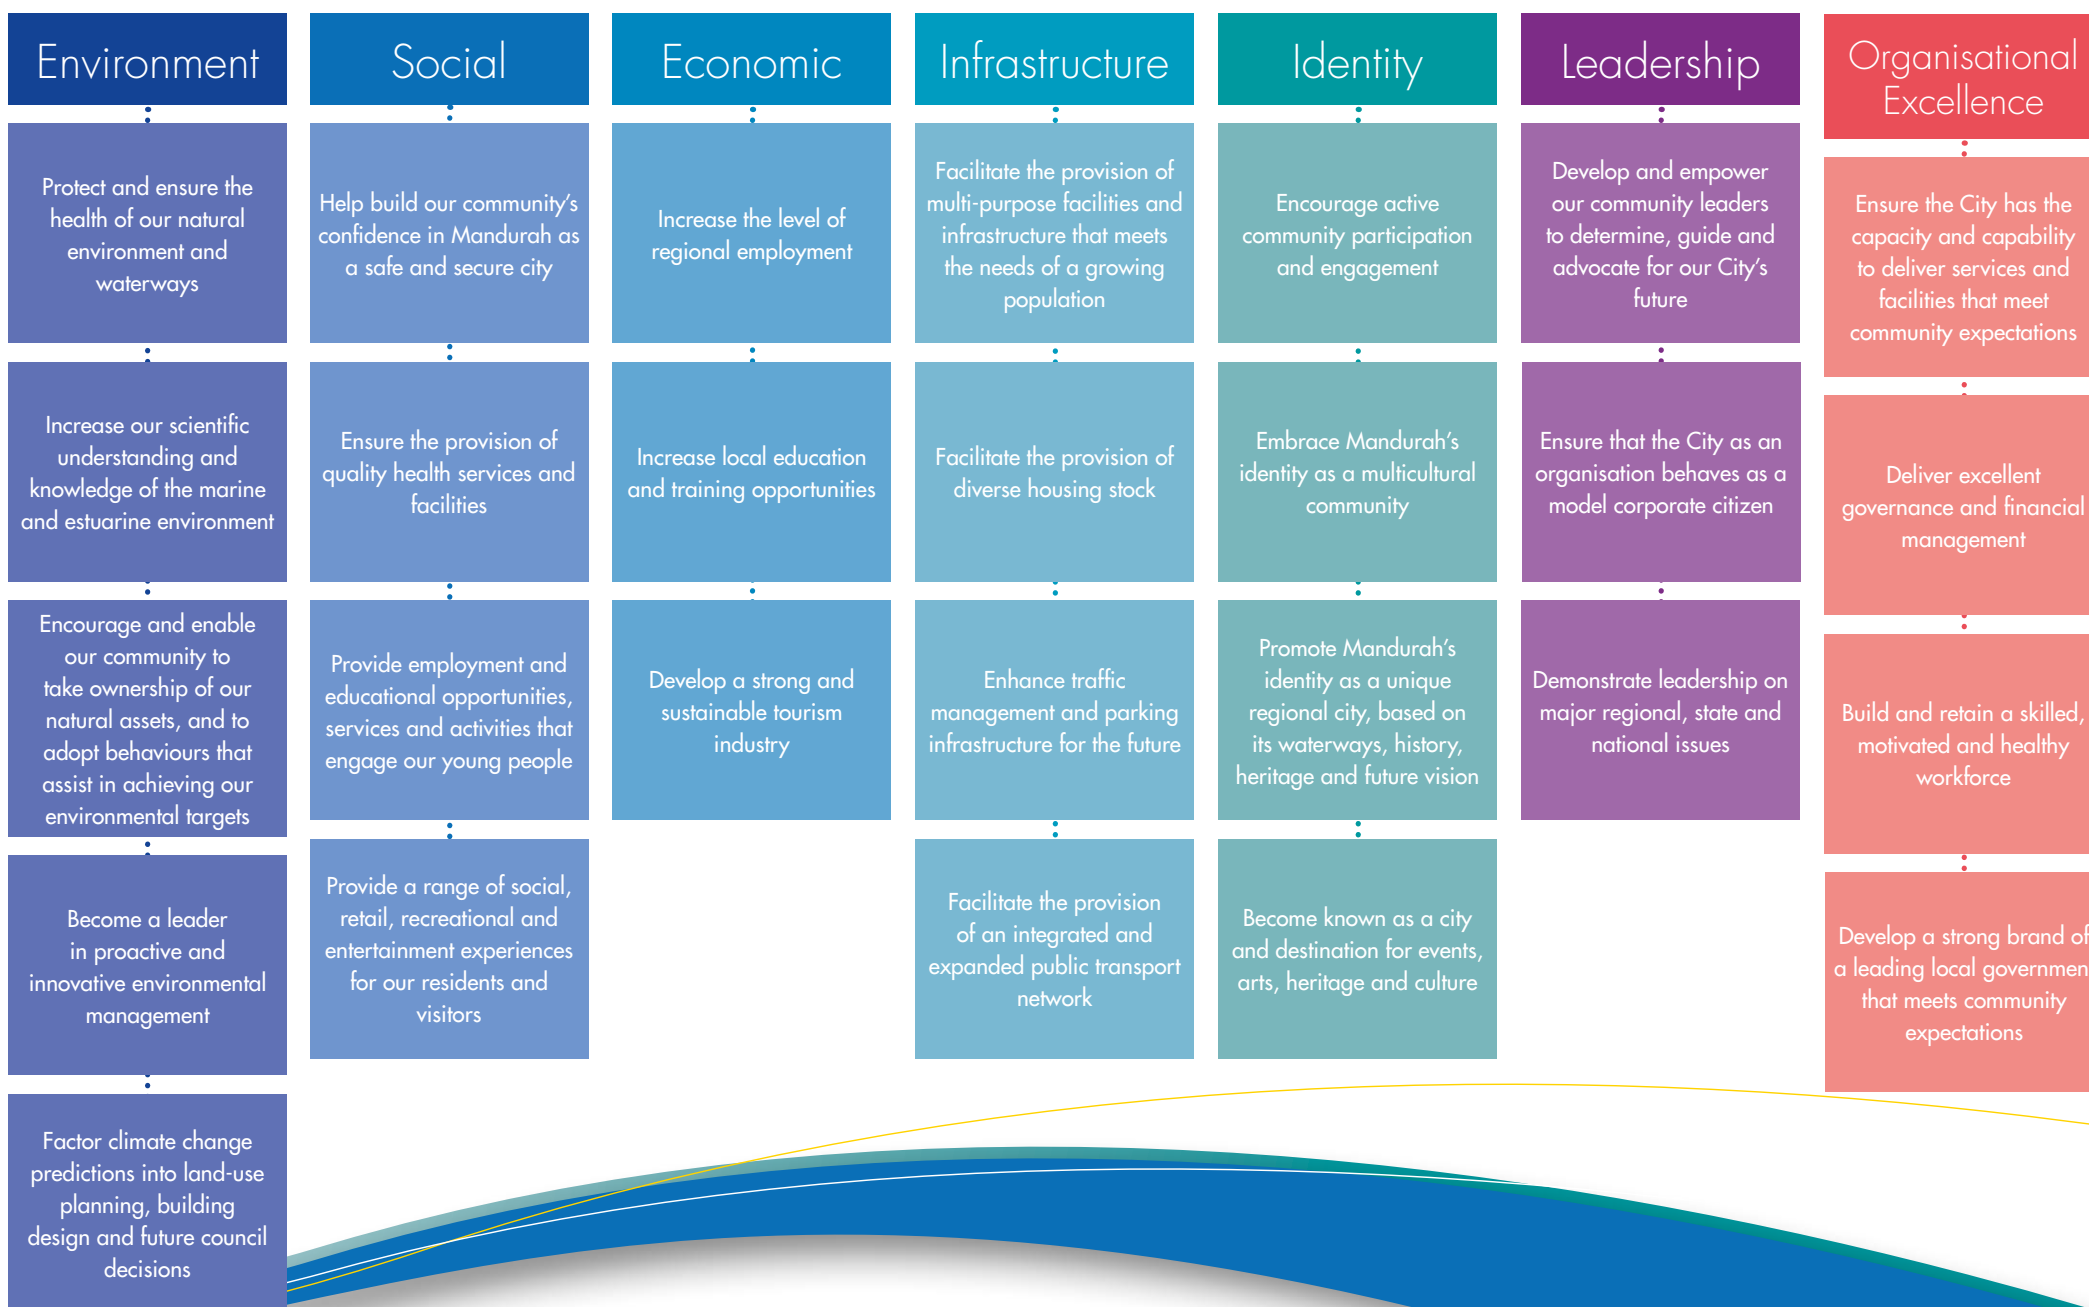 Environment
Protect and ensure the
health of our natural
environment and
waterways
Increase our scientific
understanding and
knowledge of the marine
and estuarine environment
Encourage and enable
our community to
take ownership of our
natural assets, and to
adopt behaviours that
assist in achieving our
environmental targets
Become a leader
in proactive and
innovative environmental
management
Factor climate change
predictions into land-use
planning, building
design and future council
decisions
Social
Help build our community’s
confidence in Mandurah as
a safe and secure city
Ensure the provision of
quality health services and
facilities
Provide employment and
educational opportunities,
services and activities that
engage our young people
Provide a range of social,
retail, recreational and
entertainment experiences
for our residents and
visitors
Economic
Increase the level of
regional employment
Increase local education
and training opportunities
Develop a strong and
sustainable tourism
industry
Infrastructure
Facilitate the provision of
multi-purpose facilities and
infrastructure that meets
the needs of a growing
population
Facilitate the provision of
diverse housing stock
Enhance traffic
management and parking
infrastructure for the future
Facilitate the provision
of an integrated and
expanded public transport
network
Identity
Encourage active
community participation
and engagement
Embrace Mandurah’s
identity as a multicultural
community
Promote Mandurah’s
identity as a unique
regional city, based on
its waterways, history,
heritage and future vision
Become known as a city
and destination for events,
arts, heritage and culture
Leadership
Develop and empower
our community leaders
to determine, guide and
advocate for our City’s
future
Ensure that the City as an
organisation behaves as a
model corporate citizen
Demonstrate leadership on
major regional, state and
national issues
Organisational
Excellence
Ensure the City has the
capacity and capability
to deliver services and
facilities that meet
community expectations
Deliver excellent
governance and financial
management
Build and retain a skilled,
motivated and healthy
workforce
Develop a strong brand of
a leading local government
that meets community
expectations